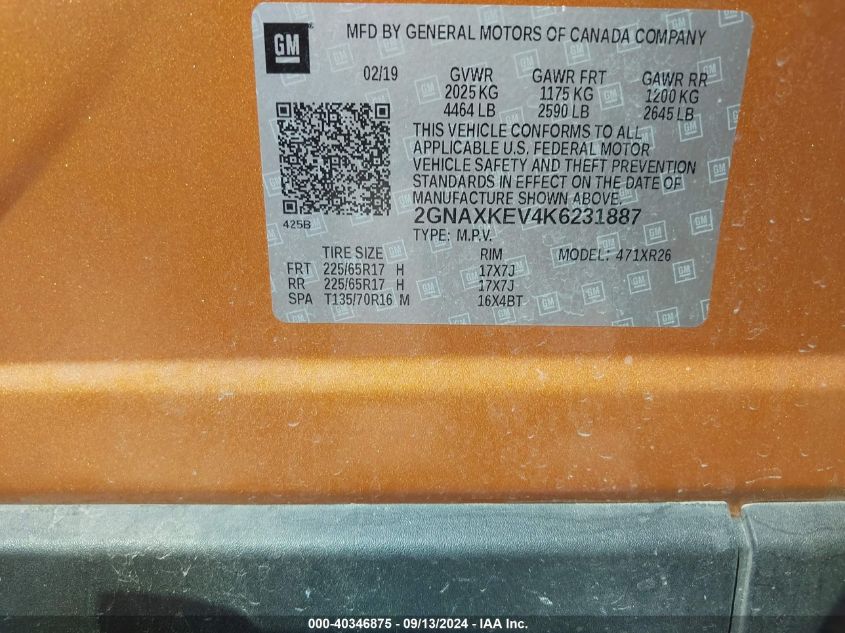 GM
MFD BY GENERAL MOTORS OF CANADA COMPANY
02/19 GVWR GAWR FRT GAWR RR
2025 KG 1175 KG 1200 KG
4464 LB 2590 LB 2645 LB
THIS VEHICLE CONFORMS TO ALL
APPLICABLE U.S. FEDERAL MOTOR
VEHICLE SAFETY AND THEFT PREVENTION
STANDARDS IN EFFECT ON THE DATE OF
MANUFACTURE SHOWN ABOVE.
425B
2GNAXKEV4K6231887
TYPE: M.P.V.
TIRE SIZE RIM MODEL: 471XR26
FRT 225/65R17 H 17X7J
RR 225/65R17 H 17X7J
SPA T135/70R16 M 16X4BT
000-40346875 - 09/13/2024 - IAA Inc.